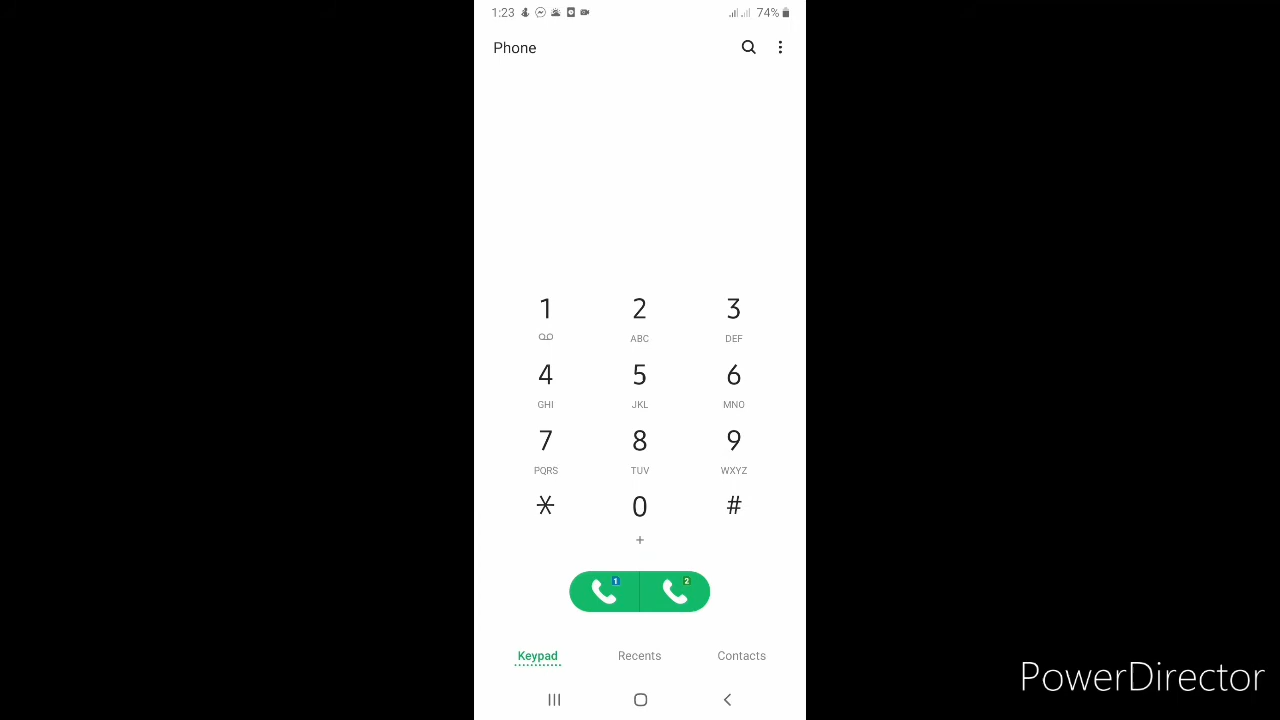 1:23 74%
Phone
1 2 3
ABC DEF
4 5 6
GHI JKL MNO
7 8 9
PQRS TUV WXYZ
* 0 #
+
1 2
Keypad Recents Contacts
PowerDirector